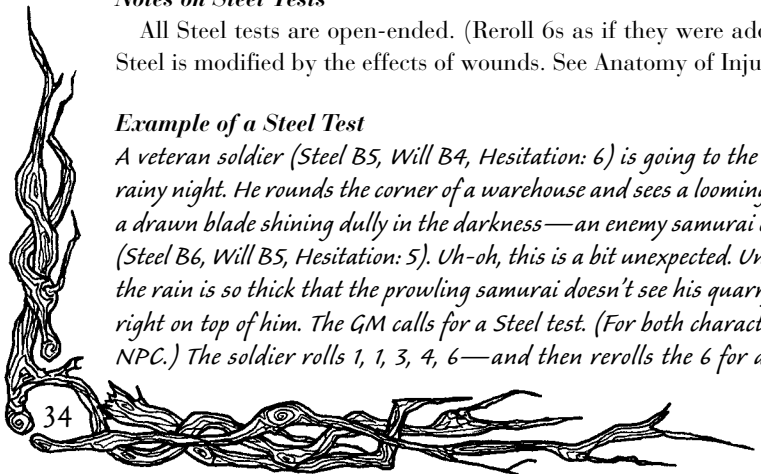 Notes on Steel Tests
All Steel tests are open-ended. (Reroll 6s as if they were
Steel is modified by the effects of wounds. See Anatomy of
Example of a Steel Test
A veteran soldier (Steel B5, Will B4, Hesitation: 6) is going to the
rainy night. He rounds the corner of a warehouse and sees a
a drawn blade shining dully in the darkness—an enemy samurai
(Steel B6, Will B5, Hesitation: 5). Uh-oh, this is a bit unexpected.
the rain is so thick that the prowling samurai doesn't see his
right on top of him. The GM calls for a Steel test. (For both
NPC.) The soldier rolls 1, 1, 3, 4, 6—and then rerolls the 6 for
34